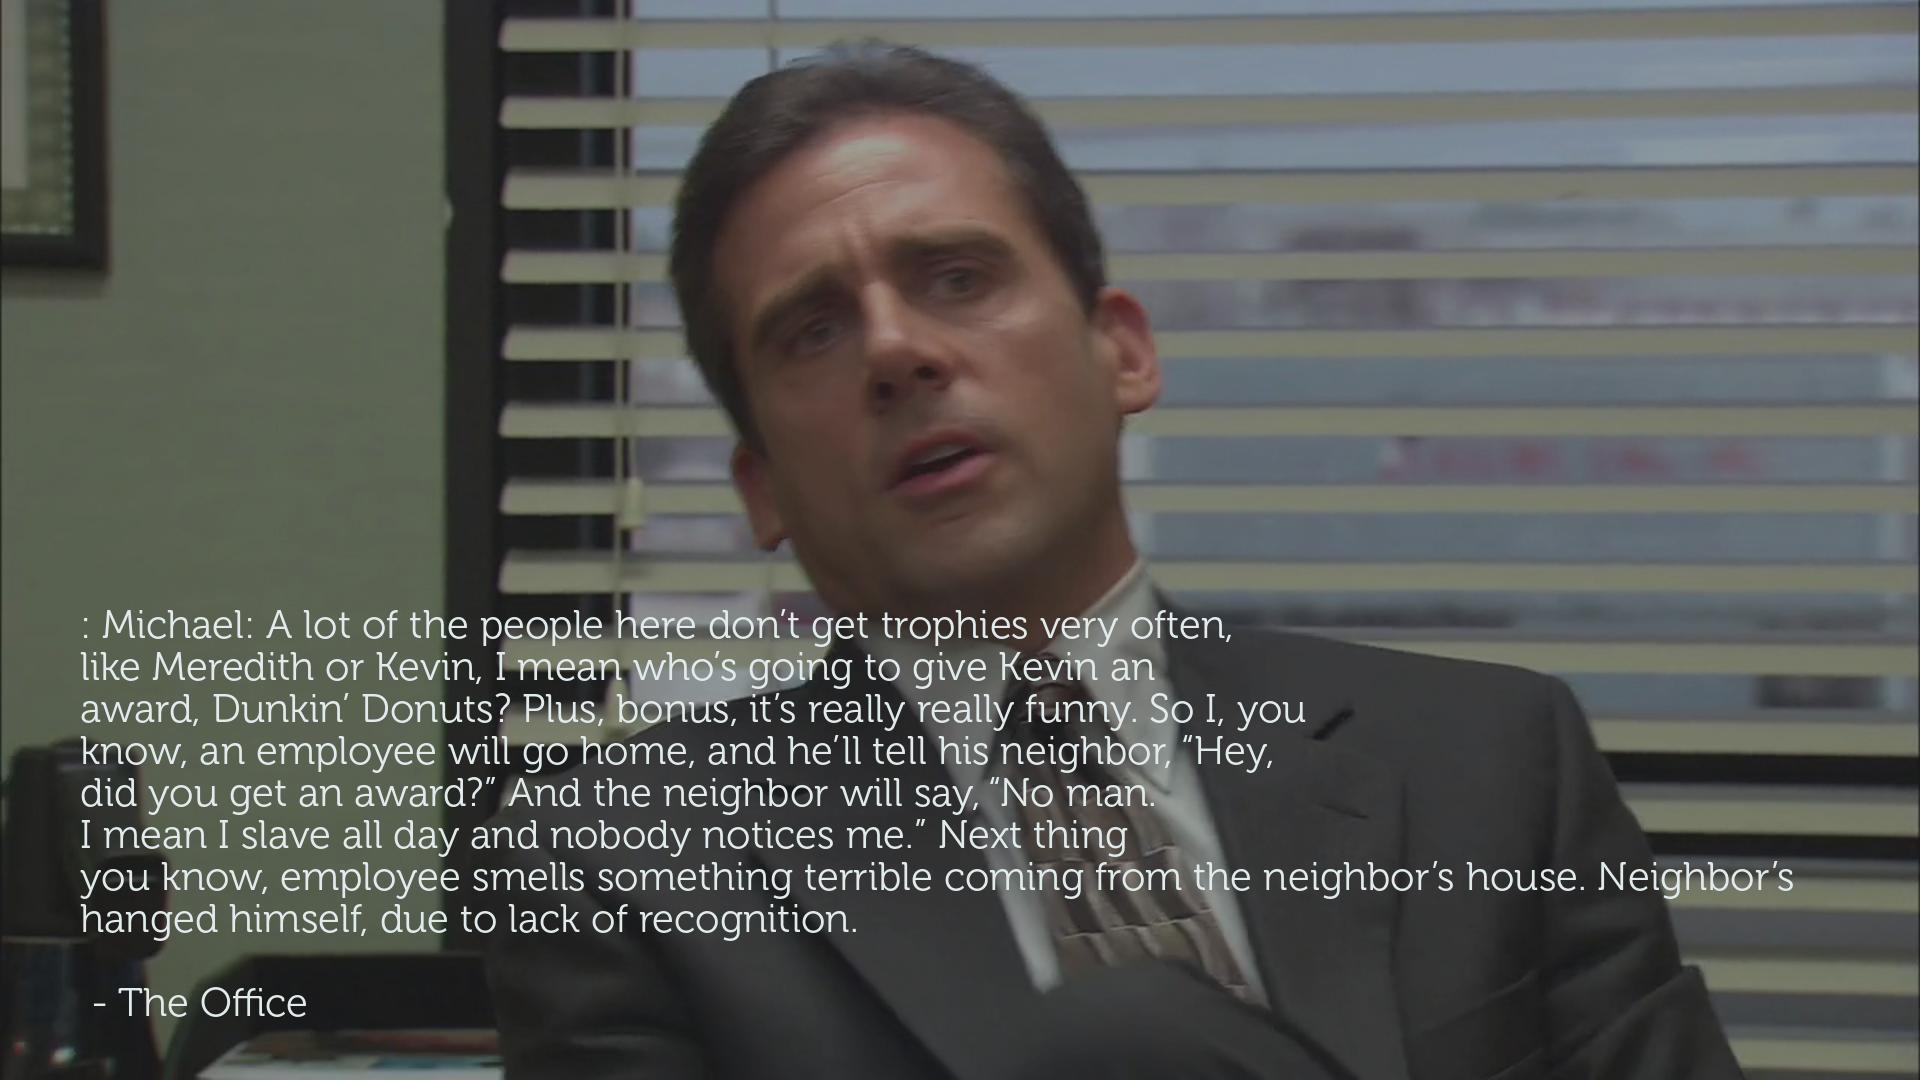 : Michael: A lot of the people here don’t get trophies very often,
like Meredith or Kevin, I mean who’s going to give Kevin an
award, Dunkin’ Donuts? Plus, bonus, it’s really really funny. So I, you
know, an employee will go home, and he’ll tell his neighbor, “Hey,
did you get an award?” And the neighbor will say, “No man.
I mean I slave all day and nobody notices me.” Next thing
you know, employee smells something terrible coming from the neighbor’s house. Neighbor’s
hanged himself, due to lack of recognition.
- The Office